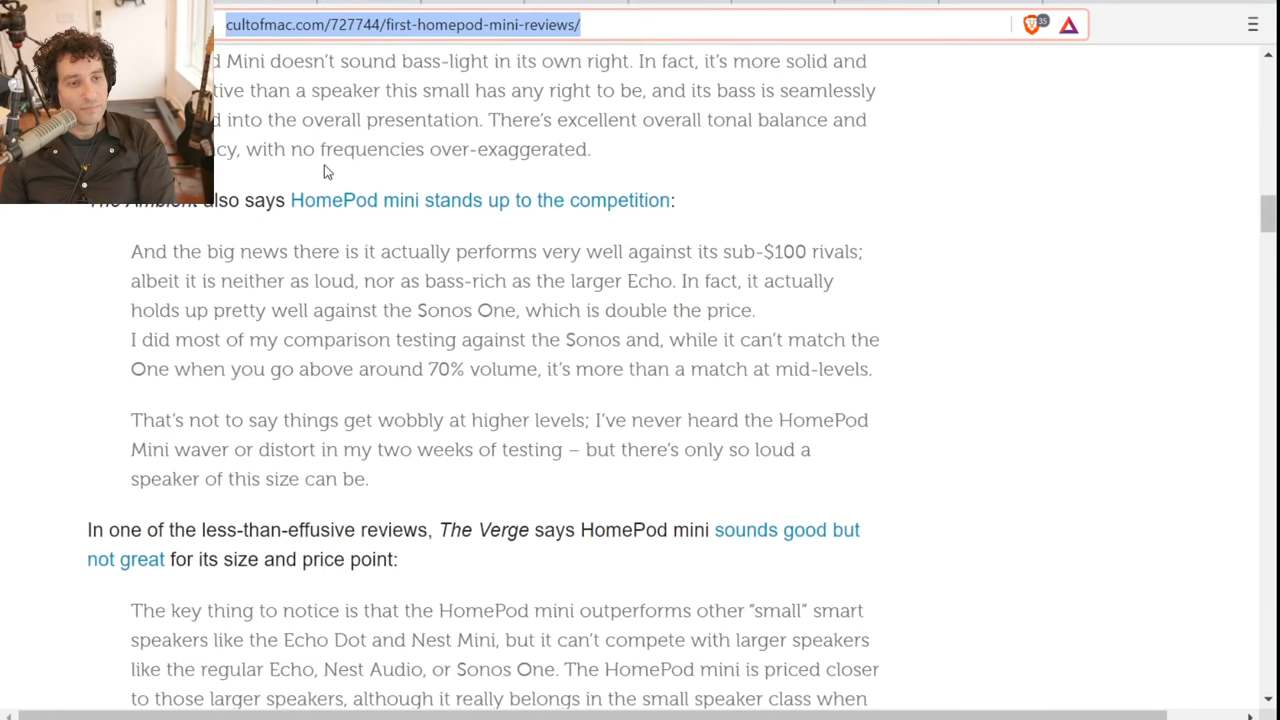 cultofmac.com/727744/first-homepod-mini-reviews/
35
d Mini doesn't sound bass-light in its own right. In fact, it's more solid and
tive than a speaker this small has any right to be, and its bass is seamlessly
d into the overall presentation. There's excellent overall tonal balance and
cy, with no frequencies over-exaggerated.
The Ambient also says HomePod mini stands up to the competition:
And the big news there is it actually performs very well against its sub-$100 rivals;
albeit it is neither as loud, nor as bass-rich as the larger Echo. In fact, it actually
holds up pretty well against the Sonos One, which is double the price.
I did most of my comparison testing against the Sonos and, while it can't match the
One when you go above around 70% volume, it's more than a match at mid-levels.
That's not to say things get wobbly at higher levels; I've never heard the HomePod
Mini waver or distort in my two weeks of testing – but there's only so loud a
speaker of this size can be.
In one of the less-than-effusive reviews, The Verge says HomePod mini sounds good but
not great for its size and price point:
The key thing to notice is that the HomePod mini outperforms other "small" smart
speakers like the Echo Dot and Nest Mini, but it can't compete with larger speakers
like the regular Echo, Nest Audio, or Sonos One. The HomePod mini is priced closer
to those larger speakers, although it really belongs in the small speaker class when